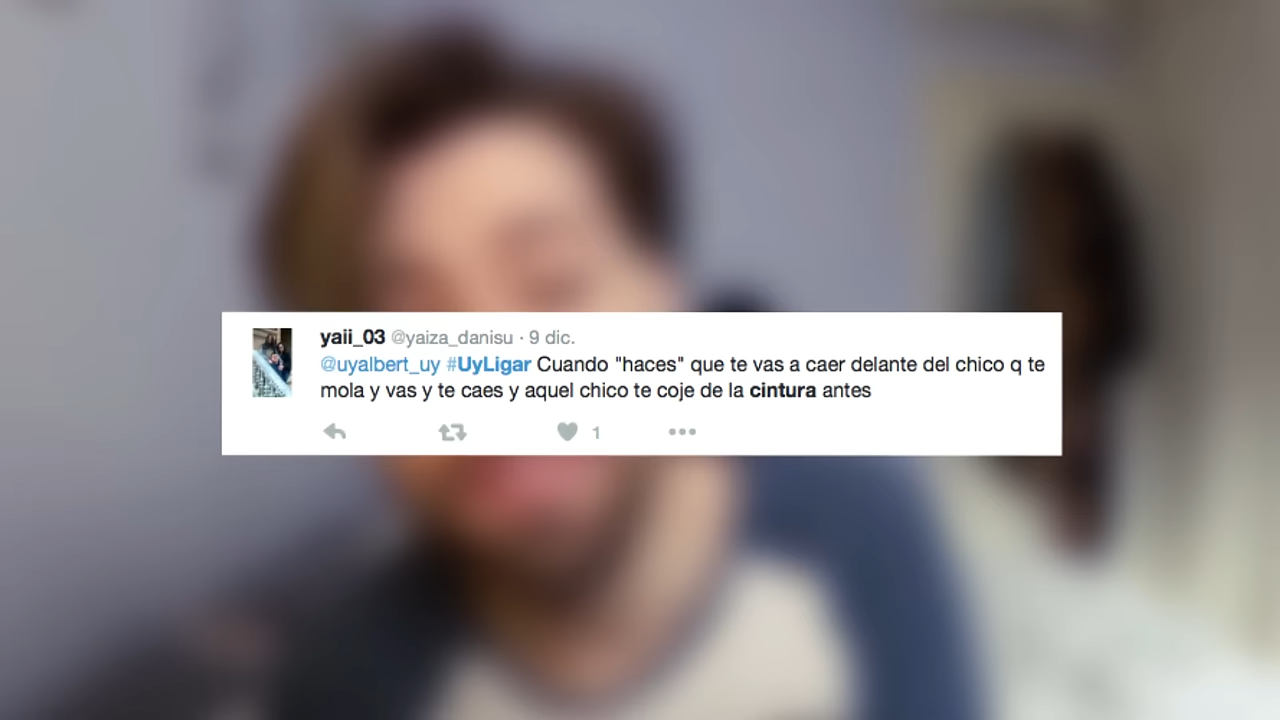 yaii_03 @yaiza_danisu · 9 dic.
@uyalbert_uy #UyLigar Cuando "haces" que te vas a caer delante del chico q te
mola y vas y te caes y aquel chico te coje de la cintura antes
1